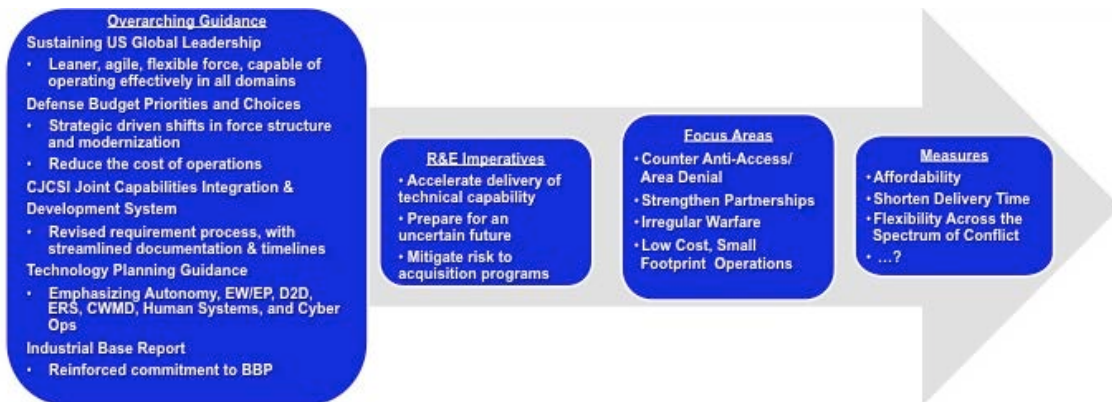 Overarching Guidance
Sustaining US Global Leadership
• Leaner, agile, flexible force, capable of
operating effectively in all domains
Defense Budget Priorities and Choices
• Strategic driven shifts in force structure
and modernization
• Reduce the cost of operations
CJCSI Joint Capabilities Integration &
Development System
• Revised requirement process, with
streamlined documentation & timelines
Technology Planning Guidance
• Emphasizing Autonomy, EW/EP, D2D,
ERS, CWMD, Human Systems, and Cyber
Ops
Industrial Base Report
• Reinforced commitment to BBP
R&E Imperatives
• Accelerate delivery of
technical capability
• Prepare for an
uncertain future
• Mitigate risk to
acquisition programs
Focus Areas
• Counter Anti-Access/
Area Denial
• Strengthen Partnerships
• Irregular Warfare
• Low Cost, Small
Footprint Operations
Measures
• Affordability
• Shorten Delivery Time
• Flexibility Across the
Spectrum of Conflict
• ...?